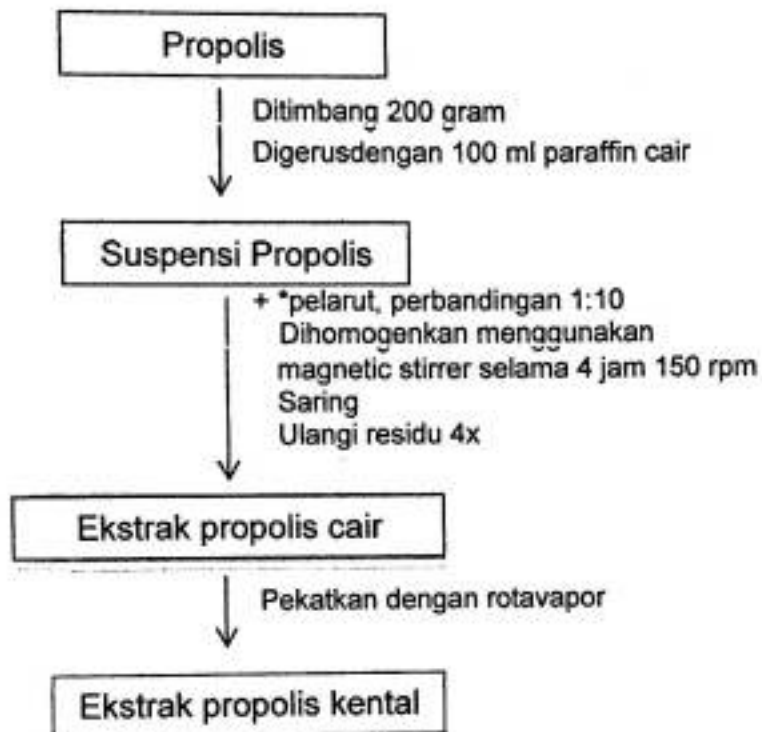 Propolis
Ditimbang 200 gram
Digerusdengan 100 ml paraffin cair
Suspensi Propolis
+ *pelarut, perbandingan 1:10
Dihomogenkan menggunakan
magnetic stirrer selama 4 jam 150 rpm
Saring
Ulangi residu 4x
Ekstrak propolis cair
Pekatkan dengan rotavapor
Ekstrak propolis kental